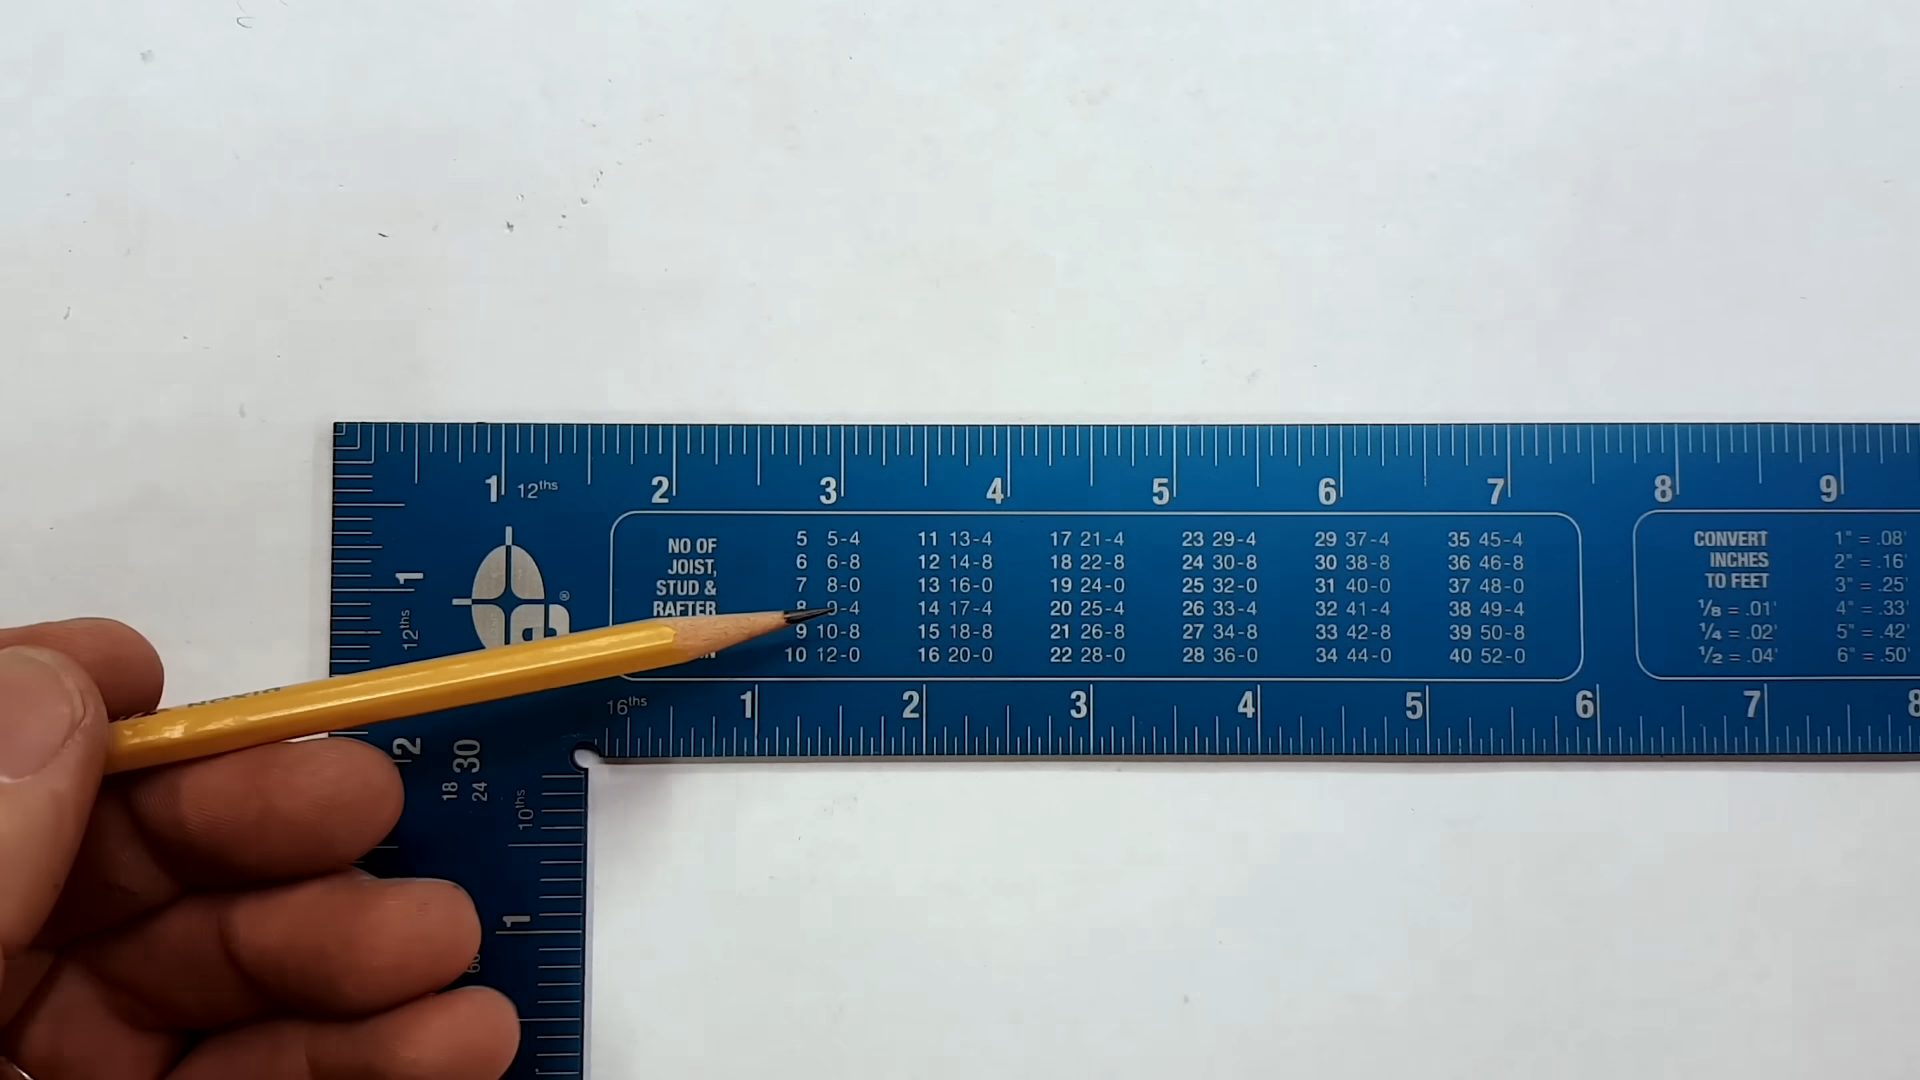 1 12ths 2 3 4 5 6 7 8 9
NO OF
JOIST,
STUD &
RAFTER
5 5-4 11 13-4 17 21-4 23 29-4 29 37-4 35 45-4
6 6-8 12 14-8 18 22-8 24 30-8 30 38-8 36 46-8
7 8-0 13 16-0 19 24-0 25 32-0 31 40-0 37 48-0
8 9-4 14 17-4 20 25-4 26 33-4 32 41-4 38 49-4
9 10-8 15 18-8 21 26-8 27 34-8 33 42-8 39 50-8
10 12-0 16 20-0 22 28-0 28 36-0 34 44-0 40 52-0
CONVERT
INCHES
TO FEET
1/8 = .01'
1/4 = .02'
1/2 = .04'
1" = .08'
2" = .16'
3" = .25'
4" = .33'
5" = .42'
6" = .50'
16ths 1 2 3 4 5 6 7 8
1
12ths
2
18 30
24
10ths
1
®